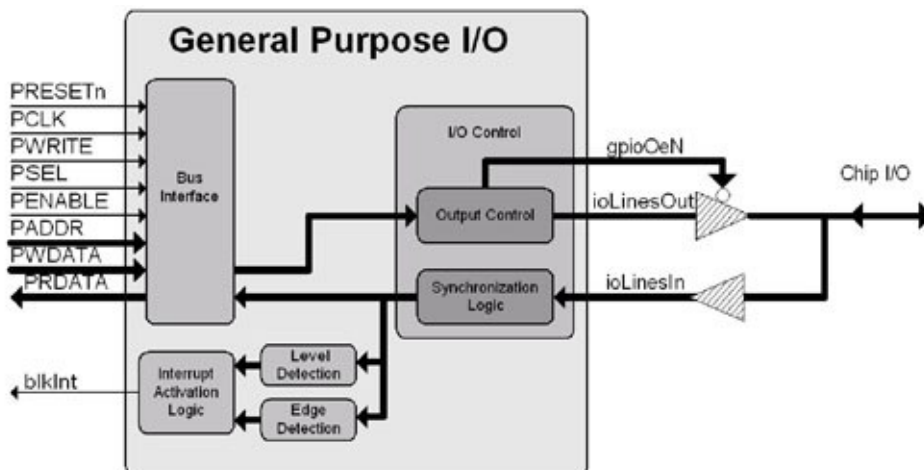 General Purpose I/O
PRESETn
PCLK
PWRITE
PSEL
PENABLE
PADDR
PWDATA
PRDATA
Bus
Interface
I/O Control
Output Control
Synchronization
Logic
gpioOeN
ioLinesOut
ioLinesIn
Chip I/O
Level
Detection
Edge
Detection
Interrupt
Activation
Logic
blkInt